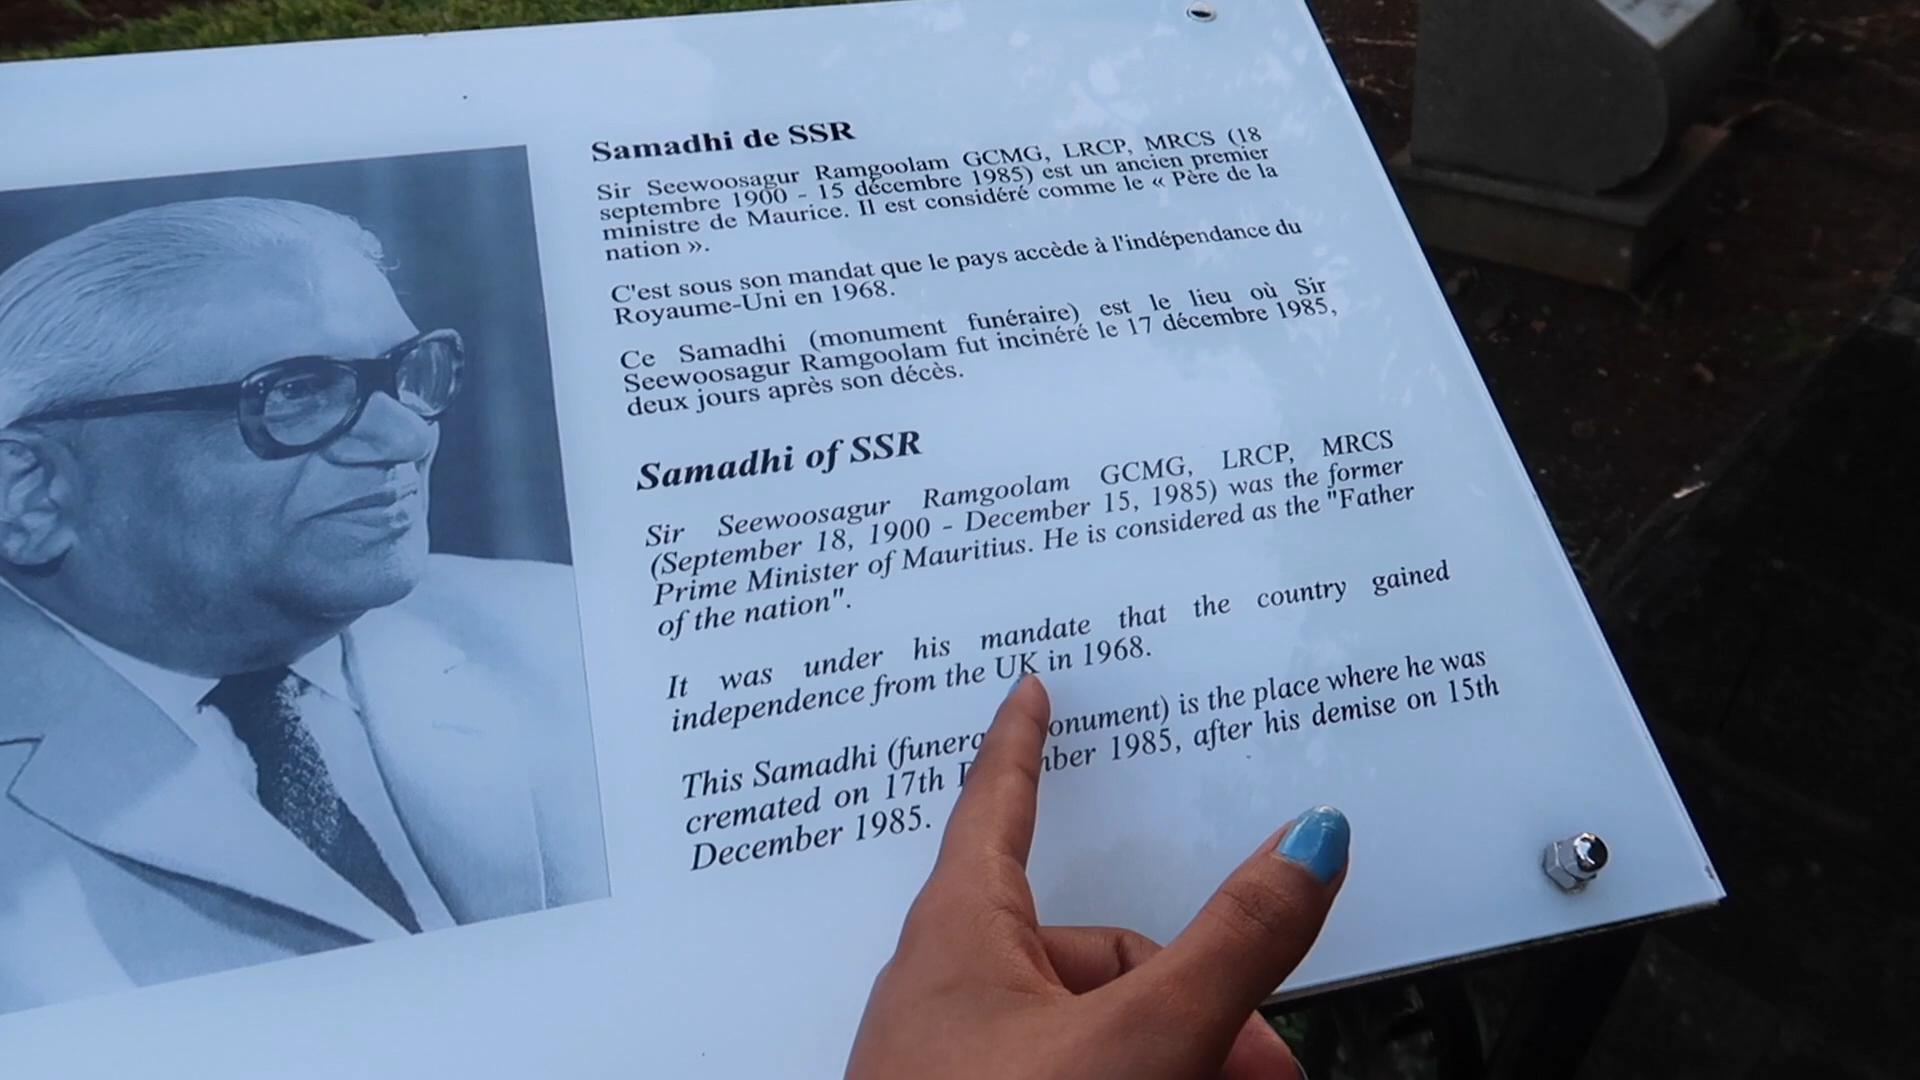 Samadhi de SSR
Sir Seewoosagur Ramgoolam GCMG, LRCP, MRCS (18
septembre 1900 - 15 décembre 1985) est un ancien premier
ministre de Maurice. Il est considéré comme le « Père de la
nation ».
C'est sous son mandat que le pays accède à l'indépendance du
Royaume-Uni en 1968.
Ce Samadhi (monument funéraire) est le lieu où Sir
Seewoosagur Ramgoolam fut incinéré le 17 décembre 1985,
deux jours après son décès.
Samadhi of SSR
Sir Seewoosagur Ramgoolam GCMG, LRCP, MRCS
(September 18, 1900 - December 15, 1985) was the former
Prime Minister of Mauritius. He is considered as the "Father
of the nation".
It was under his mandate that the country gained
independence from the UK in 1968.
This Samadhi is the place where he was
cremated on 17th 1985, after his demise on 15th
December 1985.